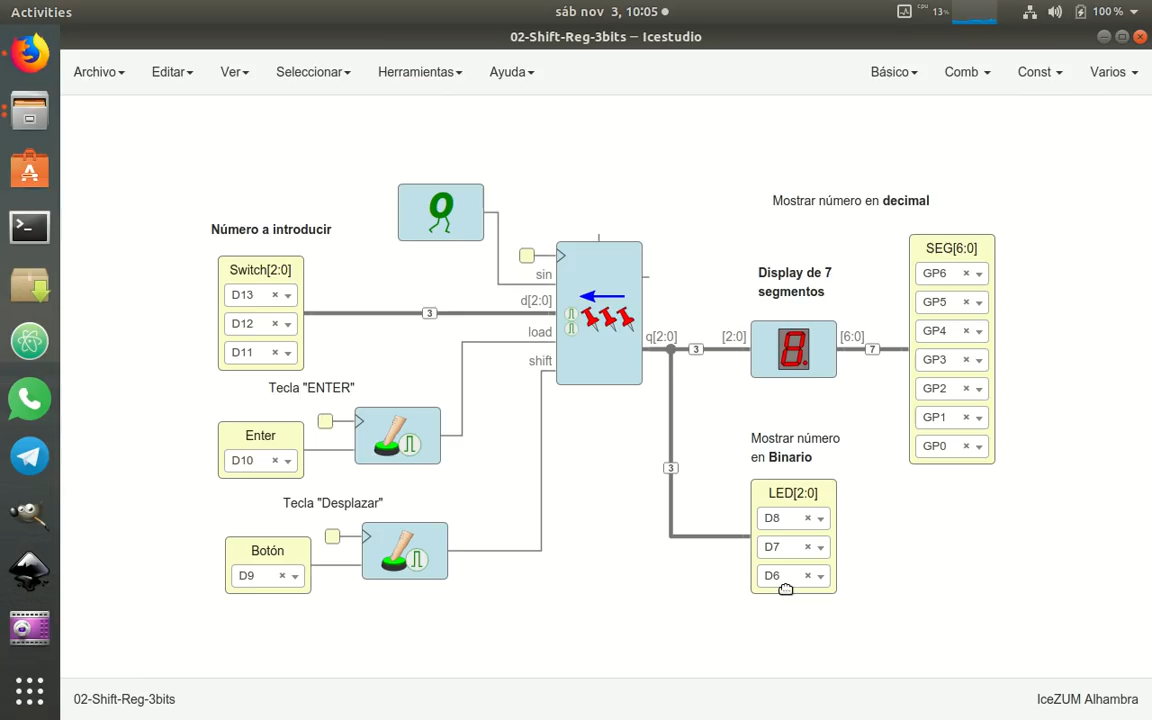 Activities
sáb nov 3, 10:05
cpu 13%
100 %
02-Shift-Reg-3bits – Icestudio
Archivo Editar Ver Seleccionar Herramientas Ayuda Básico Comb Const Varios
Mostrar número en decimal
Número a introducir
0
SEG[6:0]
GP6
GP5
GP4
GP3
GP2
GP1
GP0
Switch[2:0]
D13
D12
D11
3
sin
d[2:0]
load
shift
q[2:0]
3
Display de 7
segmentos
[2:0]
8.
[6:0]
7
Tecla "ENTER"
Enter
D10
Mostrar número
en Binario
3
LED[2:0]
D8
D7
D6
Tecla "Desplazar"
Botón
D9
02-Shift-Reg-3bits
IceZUM Alhambra